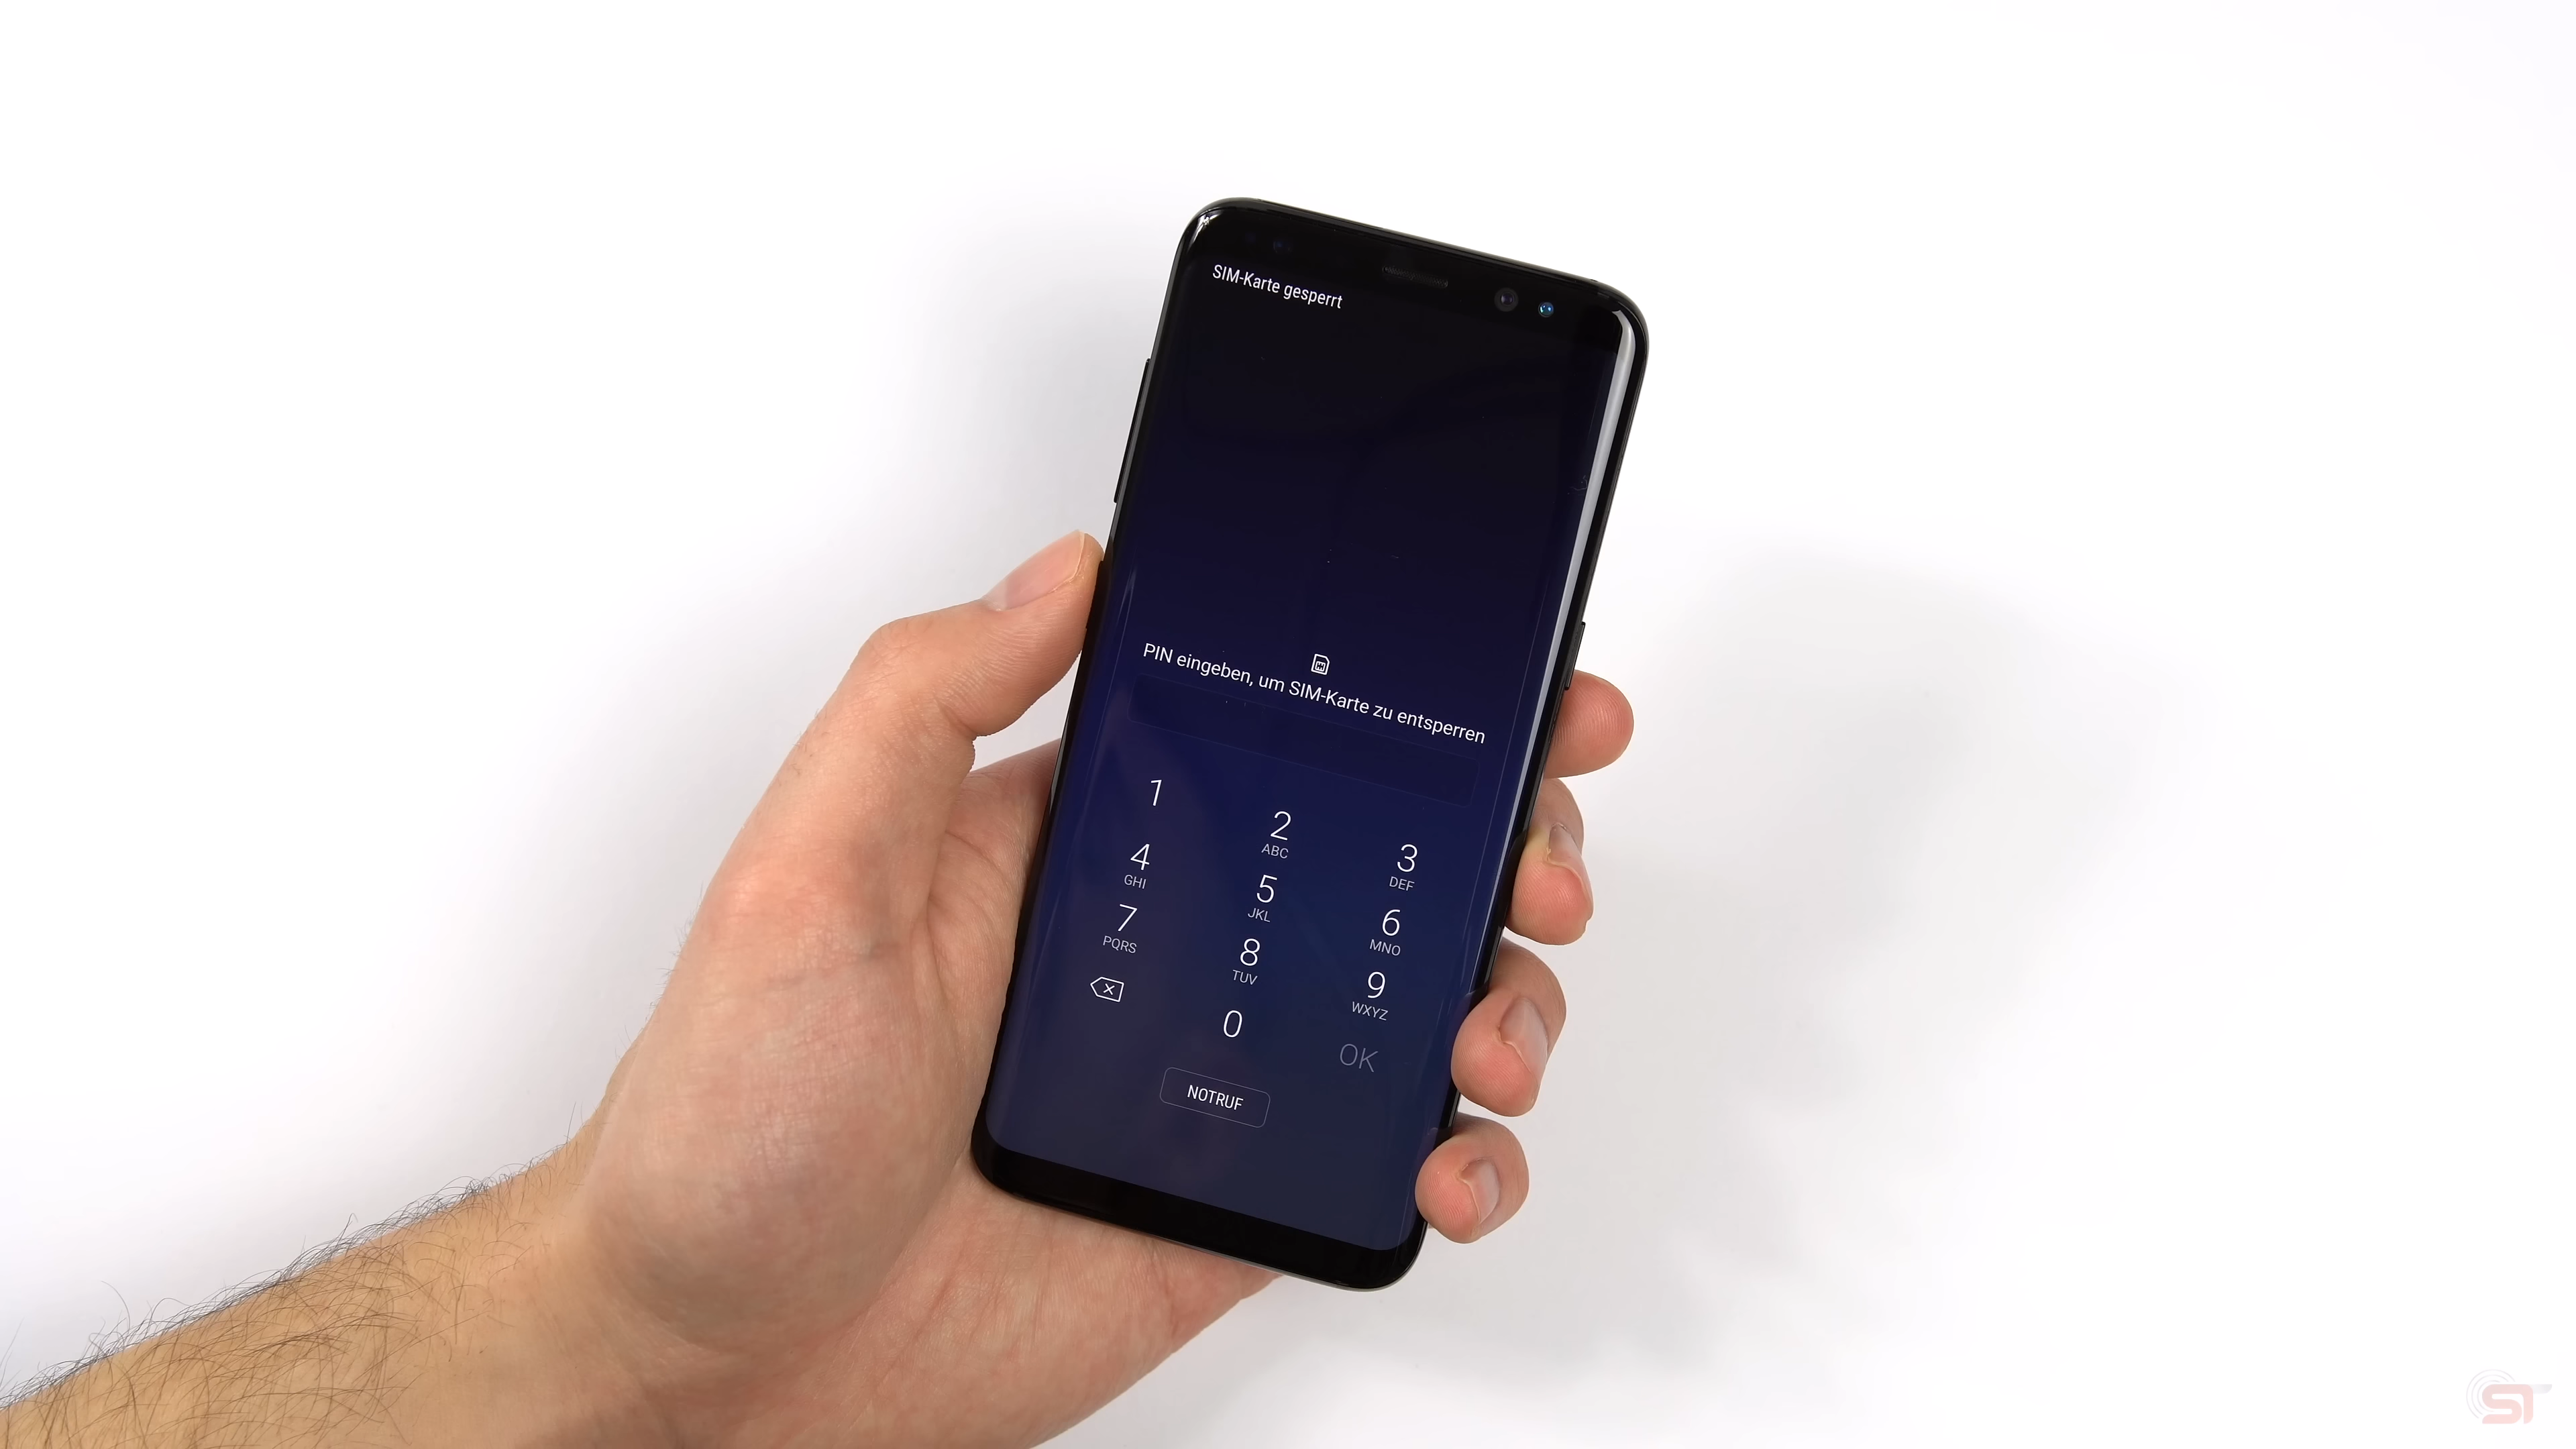 SIM-Karte gesperrt
PIN eingeben, um SIM-Karte zu entsperren
1
2
ABC
3
DEF
4
GHI
5
JKL
6
MNO
7
PQRS
8
TUV
9
WXYZ
0
OK
NOTRUF
ST